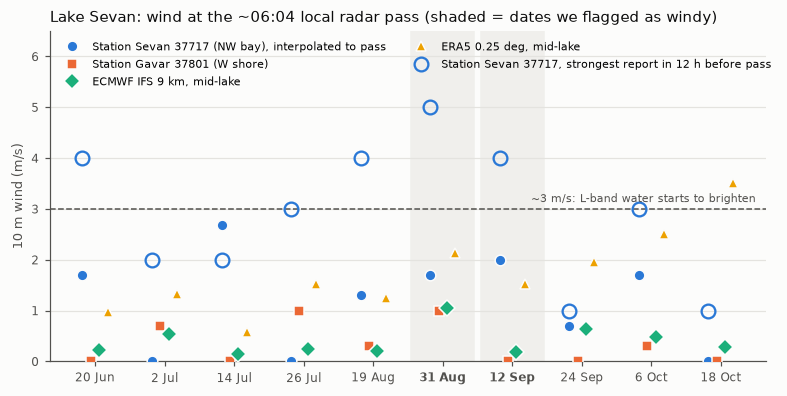 Lake Sevan: wind at the ~06:04 local radar pass (shaded = dates we flagged as windy)
Station Sevan 37717 (NW bay), interpolated to pass
Station Gavar 37801 (W shore)
ECMWF IFS 9 km, mid-lake
ERA5 0.25 deg, mid-lake
Station Sevan 37717, strongest report in 12 h before pass
10 m wind (m/s)
6
5
4
3
2
1
0
~3 m/s: L-band water starts to brighten
20 Jun
2 Jul
14 Jul
26 Jul
19 Aug
31 Aug
12 Sep
24 Sep
6 Oct
18 Oct